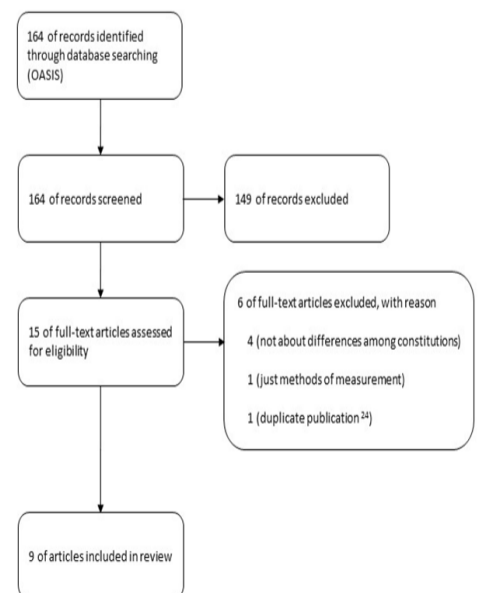 164 of records identified
through database searching
(OASIS)
164 of records screened
149 of records excluded
15 of full-text articles assessed
for eligibility
6 of full-text articles excluded, with reason
4 (not about differences among constitutions)
1 (just methods of measurement)
1 (duplicate publication ²⁴)
9 of articles included in review